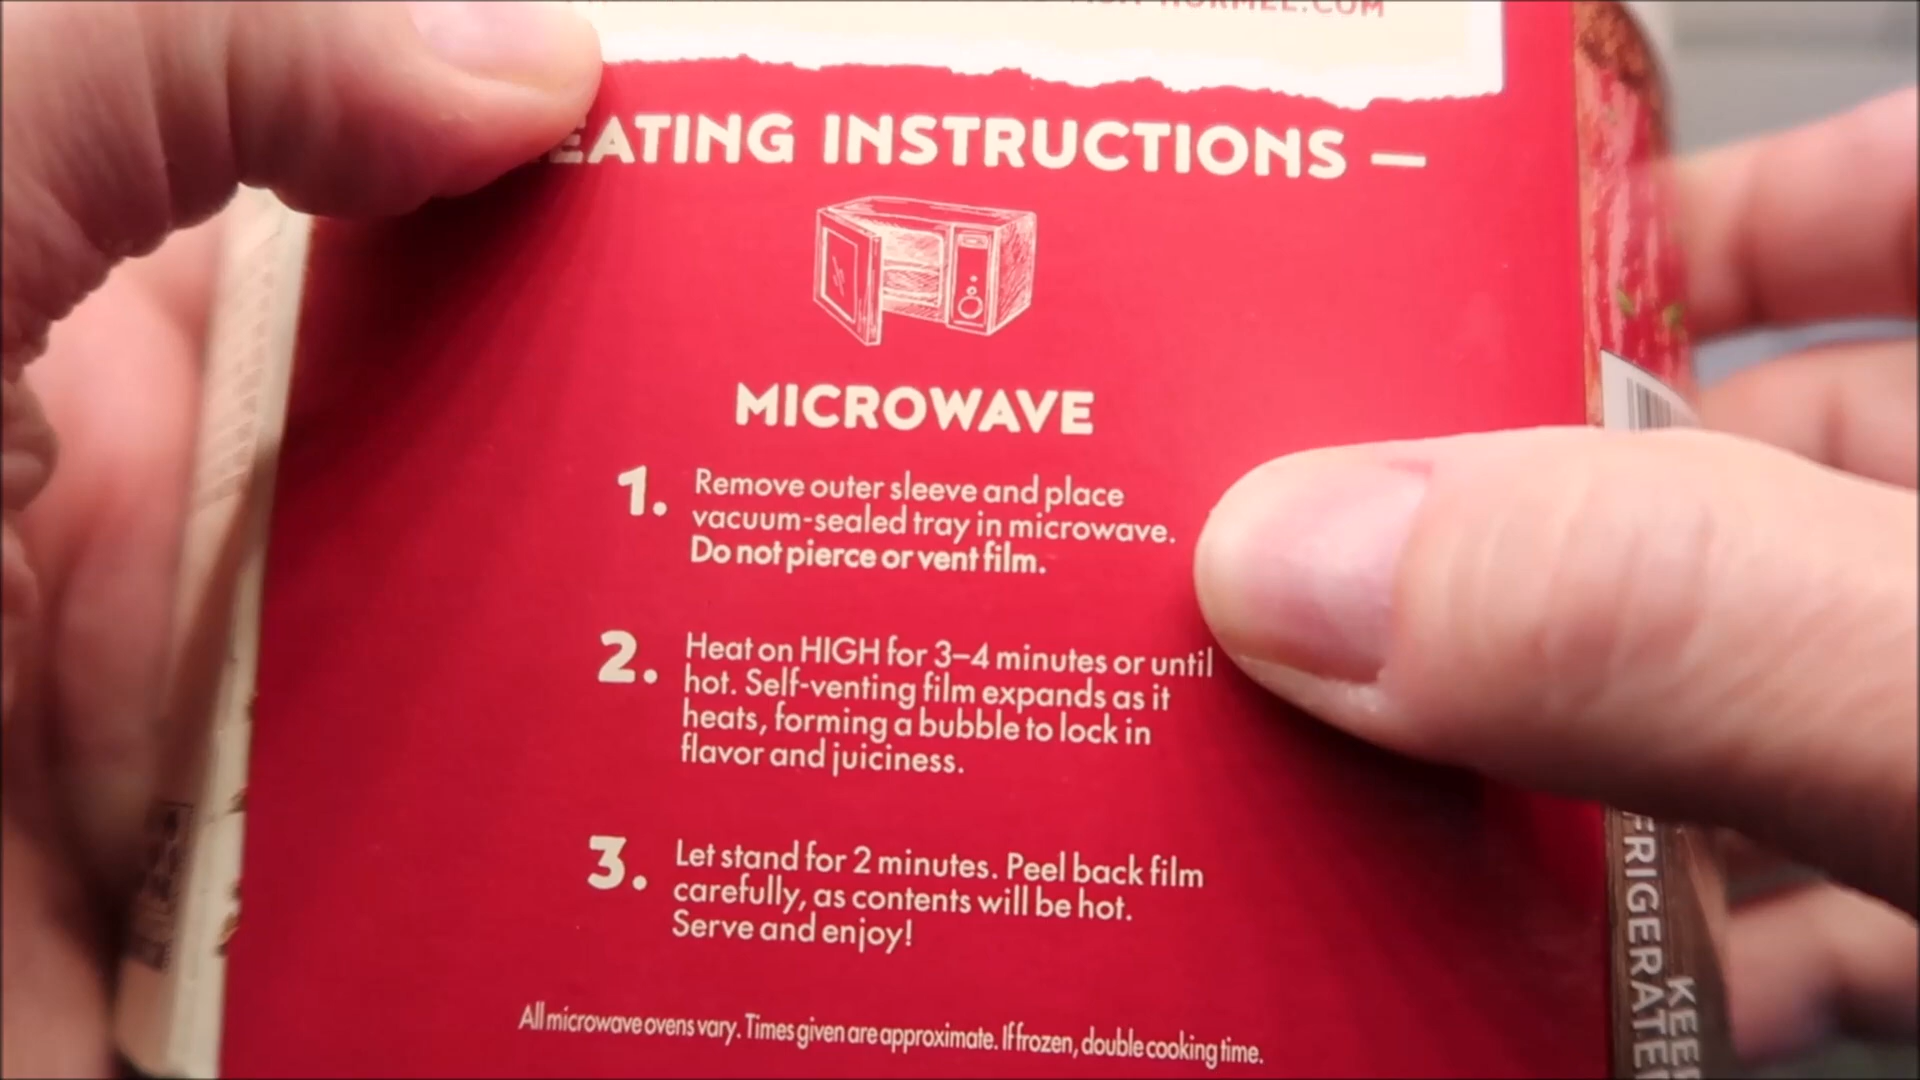 HORMEL.COM
EATING INSTRUCTIONS —
MICROWAVE
1. Remove outer sleeve and place
vacuum-sealed tray in microwave.
Do not pierce or vent film.
2. Heat on HIGH for 3–4 minutes or until
hot. Self-venting film expands as it
heats, forming a bubble to lock in
flavor and juiciness.
3. Let stand for 2 minutes. Peel back film
carefully, as contents will be hot.
Serve and enjoy!
All microwave ovens vary. Times given are approximate. If frozen, double cooking time.
KEEP
FRIGERATE